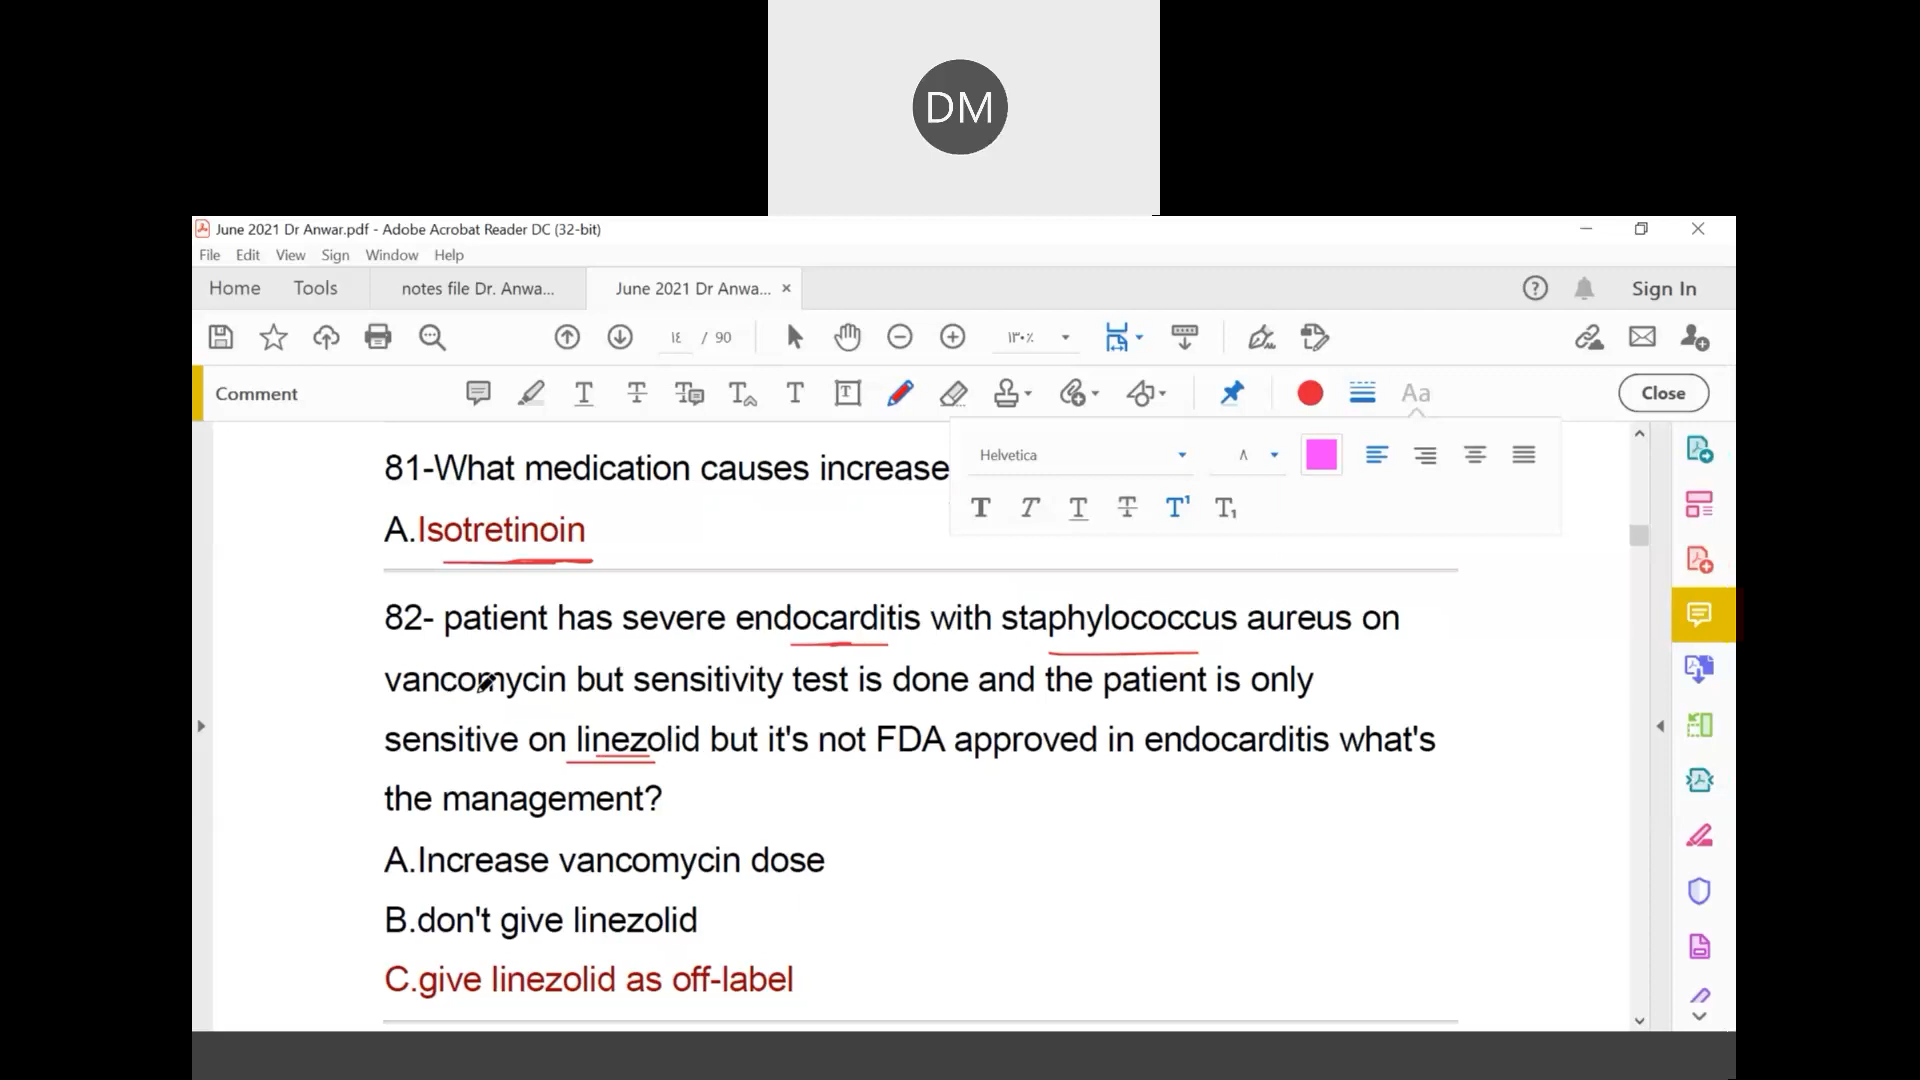 DM
June 2021 Dr Anwar.pdf - Adobe Acrobat Reader DC (32-bit)
File Edit View Sign Window Help
Home Tools notes file Dr. Anwa... June 2021 Dr Anwa... × Sign In
١٤ / 90 ١٣٠٪
Comment Aa Close
Helvetica ٨
81-What medication causes increase
A.Isotretinoin
82- patient has severe endocarditis with staphylococcus aureus on
vancomycin but sensitivity test is done and the patient is only
sensitive on linezolid but it's not FDA approved in endocarditis what's
the management?
A.Increase vancomycin dose
B.don't give linezolid
C.give linezolid as off-label